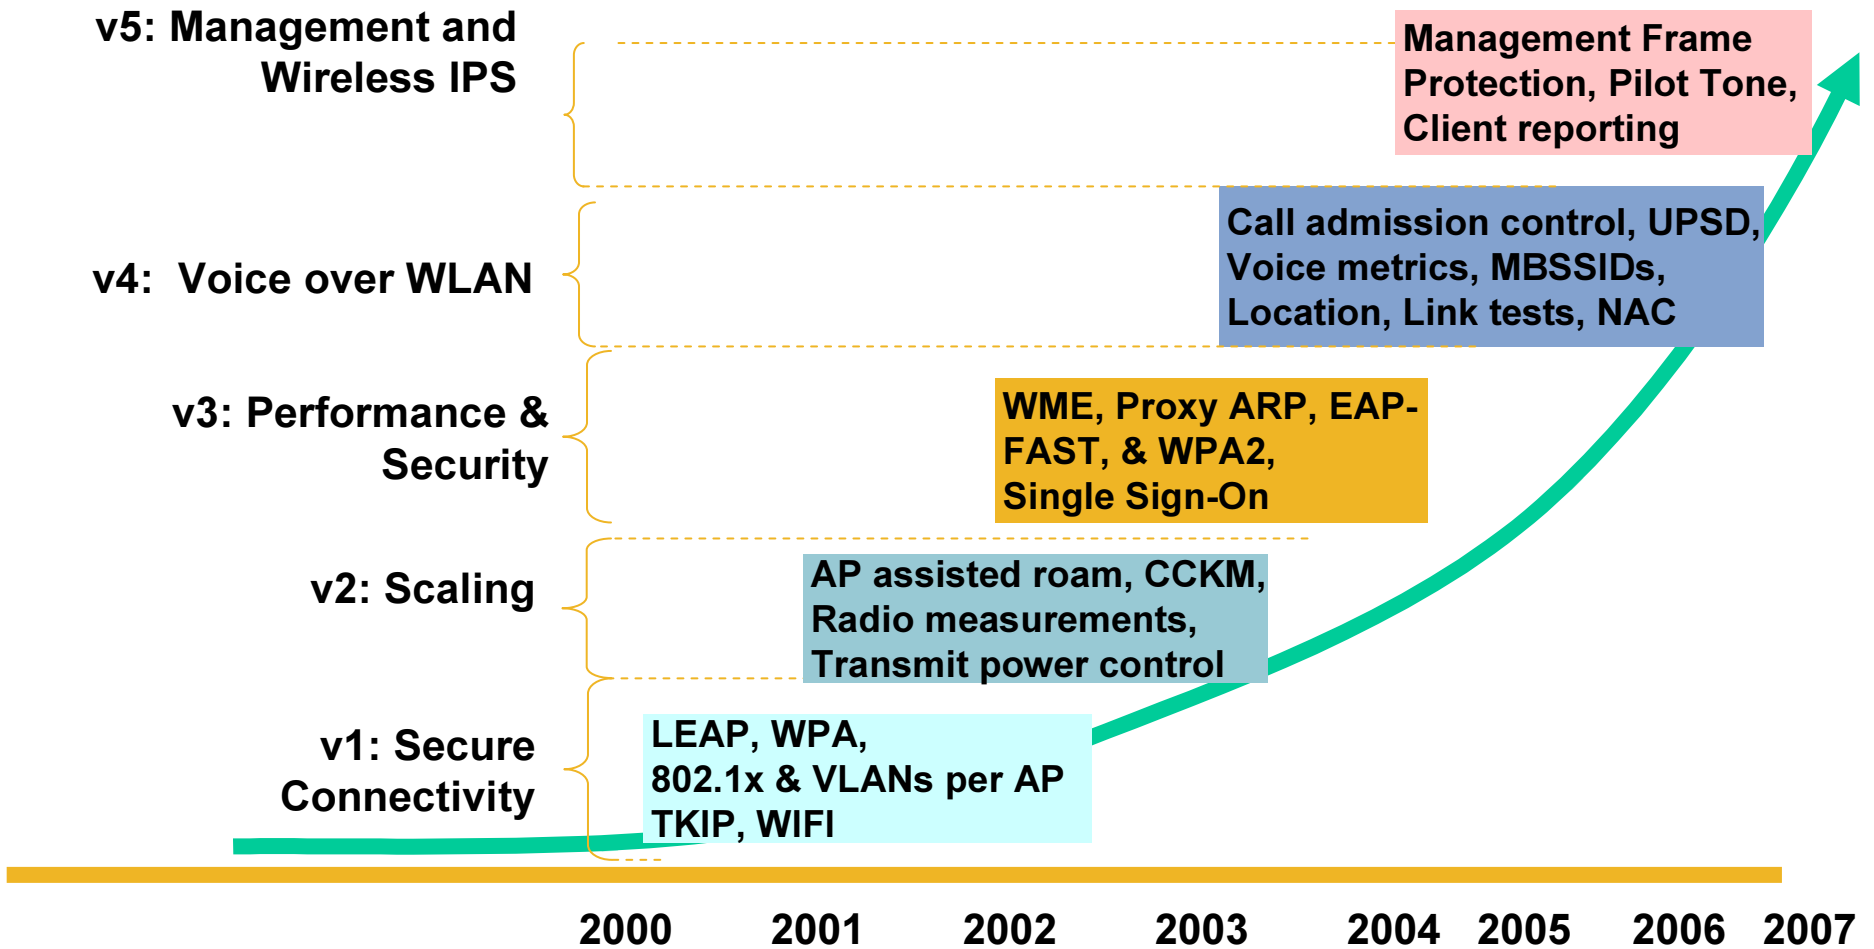 v5: Management and
Wireless IPS
Management Frame
Protection, Pilot Tone,
Client reporting
v4:  Voice over WLAN
Call admission control, UPSD,
Voice metrics, MBSSIDs,
Location, Link tests, NAC
v3: Performance &
Security
WME, Proxy ARP, EAP-
FAST, & WPA2,
Single Sign-On
v2: Scaling
AP assisted roam, CCKM,
Radio measurements,
Transmit power control
v1: Secure
Connectivity
LEAP, WPA,
802.1x & VLANs per AP
TKIP, WIFI
2000 2001 2002 2003 2004 2005 2006 2007